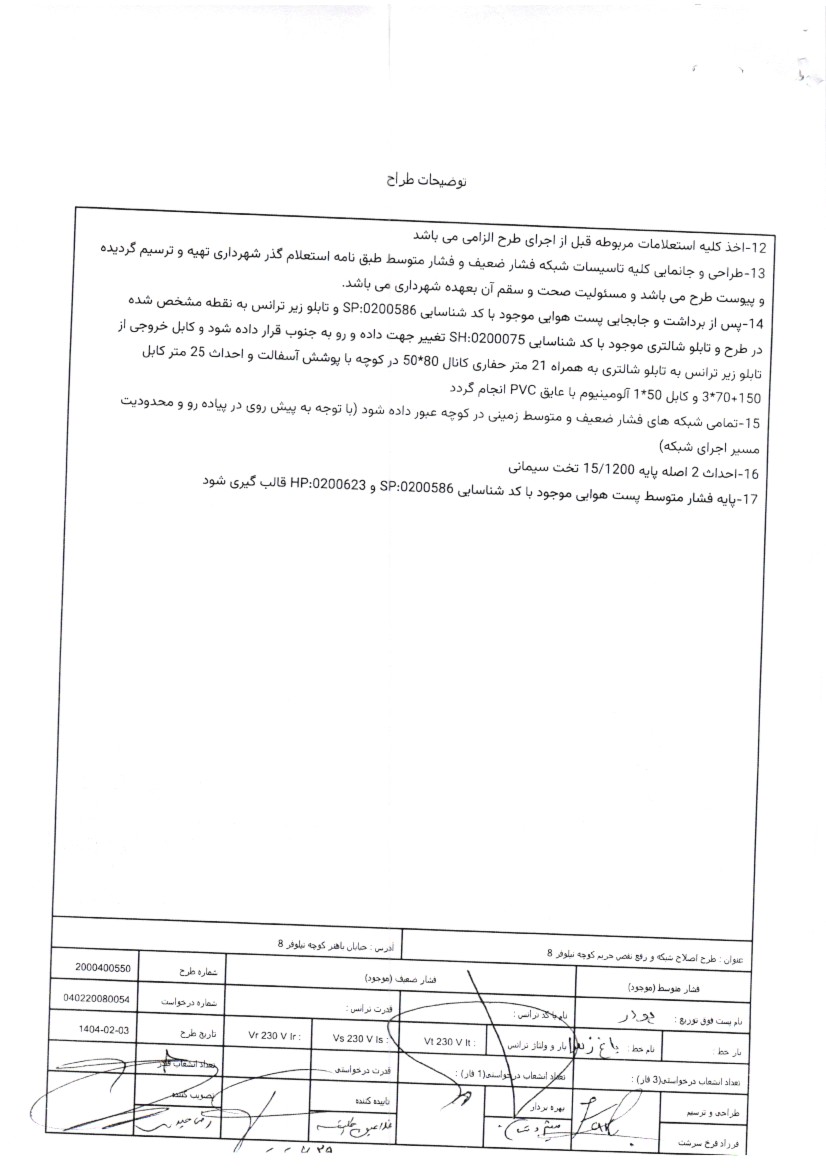 توضیحات طراح
12-اخذ کلیه استعلامات مربوطه قبل از اجرای طرح الزامی می باشد
13-طراحی و جانمایی کلیه تاسیسات شبکه فشار ضعیف و فشار متوسط طبق نامه استعلام گذر شهرداری تهیه و ترسیم گردیده
و پیوست طرح می باشد و مسئولیت صحت و سقم آن بعهده شهرداری می باشد.
14-پس از برداشت و جابجایی پست هوایی موجود با کد شناسایی SP:0200586 و تابلو زیر ترانس به نقطه مشخص شده
در طرح و تابلو شالتری موجود با کد شناسایی SH:0200075 تغییر جهت داده و رو به جنوب قرار داده شود و کابل خروجی از
تابلو زیر ترانس به تابلو شالتری به همراه 21 متر حفاری کانال 80*50 در کوچه با پوشش آسفالت و احداث 25 متر کابل
150+70*3 و کابل 50*1 آلومینیوم با عایق PVC انجام گردد
15-تمامی شبکه های فشار ضعیف و متوسط زمینی در کوچه عبور داده شود (با توجه به پیش روی در پیاده رو و محدودیت
مسیر اجرای شبکه)
16-احداث 2 اصله پایه 15/1200 تخت سیمانی
17-پایه فشار متوسط پست هوایی موجود با کد شناسایی SP:0200586 و HP:0200623 قالب گیری شود
عنوان : طرح اصلاح شبکه و رفع نقص حریم کوچه نیلوفر 8
آدرس : خیابان باهنر کوچه نیلوفر 8
فشار متوسط (موجود)
فشار ضعیف (موجود)
شماره طرح 2000400550
نام پست فوق توزیع :
نام یا کد ترانس :
قدرت ترانس :
شماره درخواست 040220080054
بار خط :
نام خط :
بار و ولتاژ ترانس
Vt 230 V It :
Vs 230 V Is :
Vr 230 V Ir :
تاریخ طرح 1404-02-03
تعداد انشعاب درخواستی(3 فاز) :
تعداد انشعاب درخواستی(1 فاز) :
قدرت درخواستی
تعداد انشعاب
طراحی و ترسیم
بهره بردار
تایید کننده
تصویب کننده
فرزاد فرخ سرشت